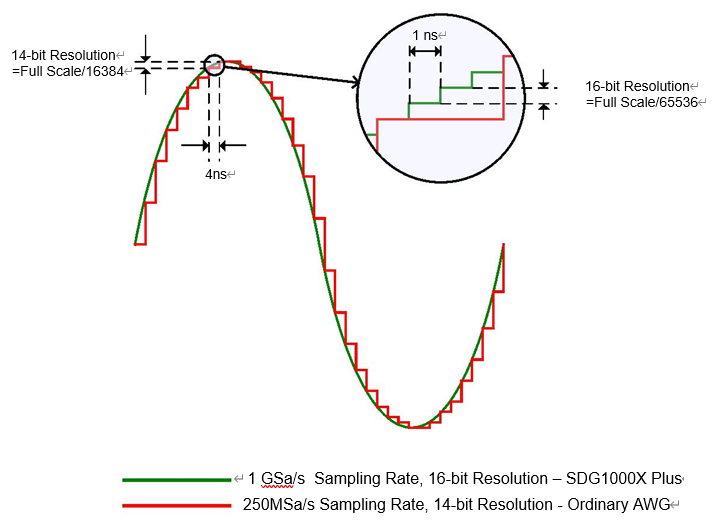 14-bit Resolution
=Full Scale/16384
1 ns
16-bit Resolution
=Full Scale/65536
4ns
1 GSa/s Sampling Rate, 16-bit Resolution – SDG1000X Plus
250MSa/s Sampling Rate, 14-bit Resolution - Ordinary AWG